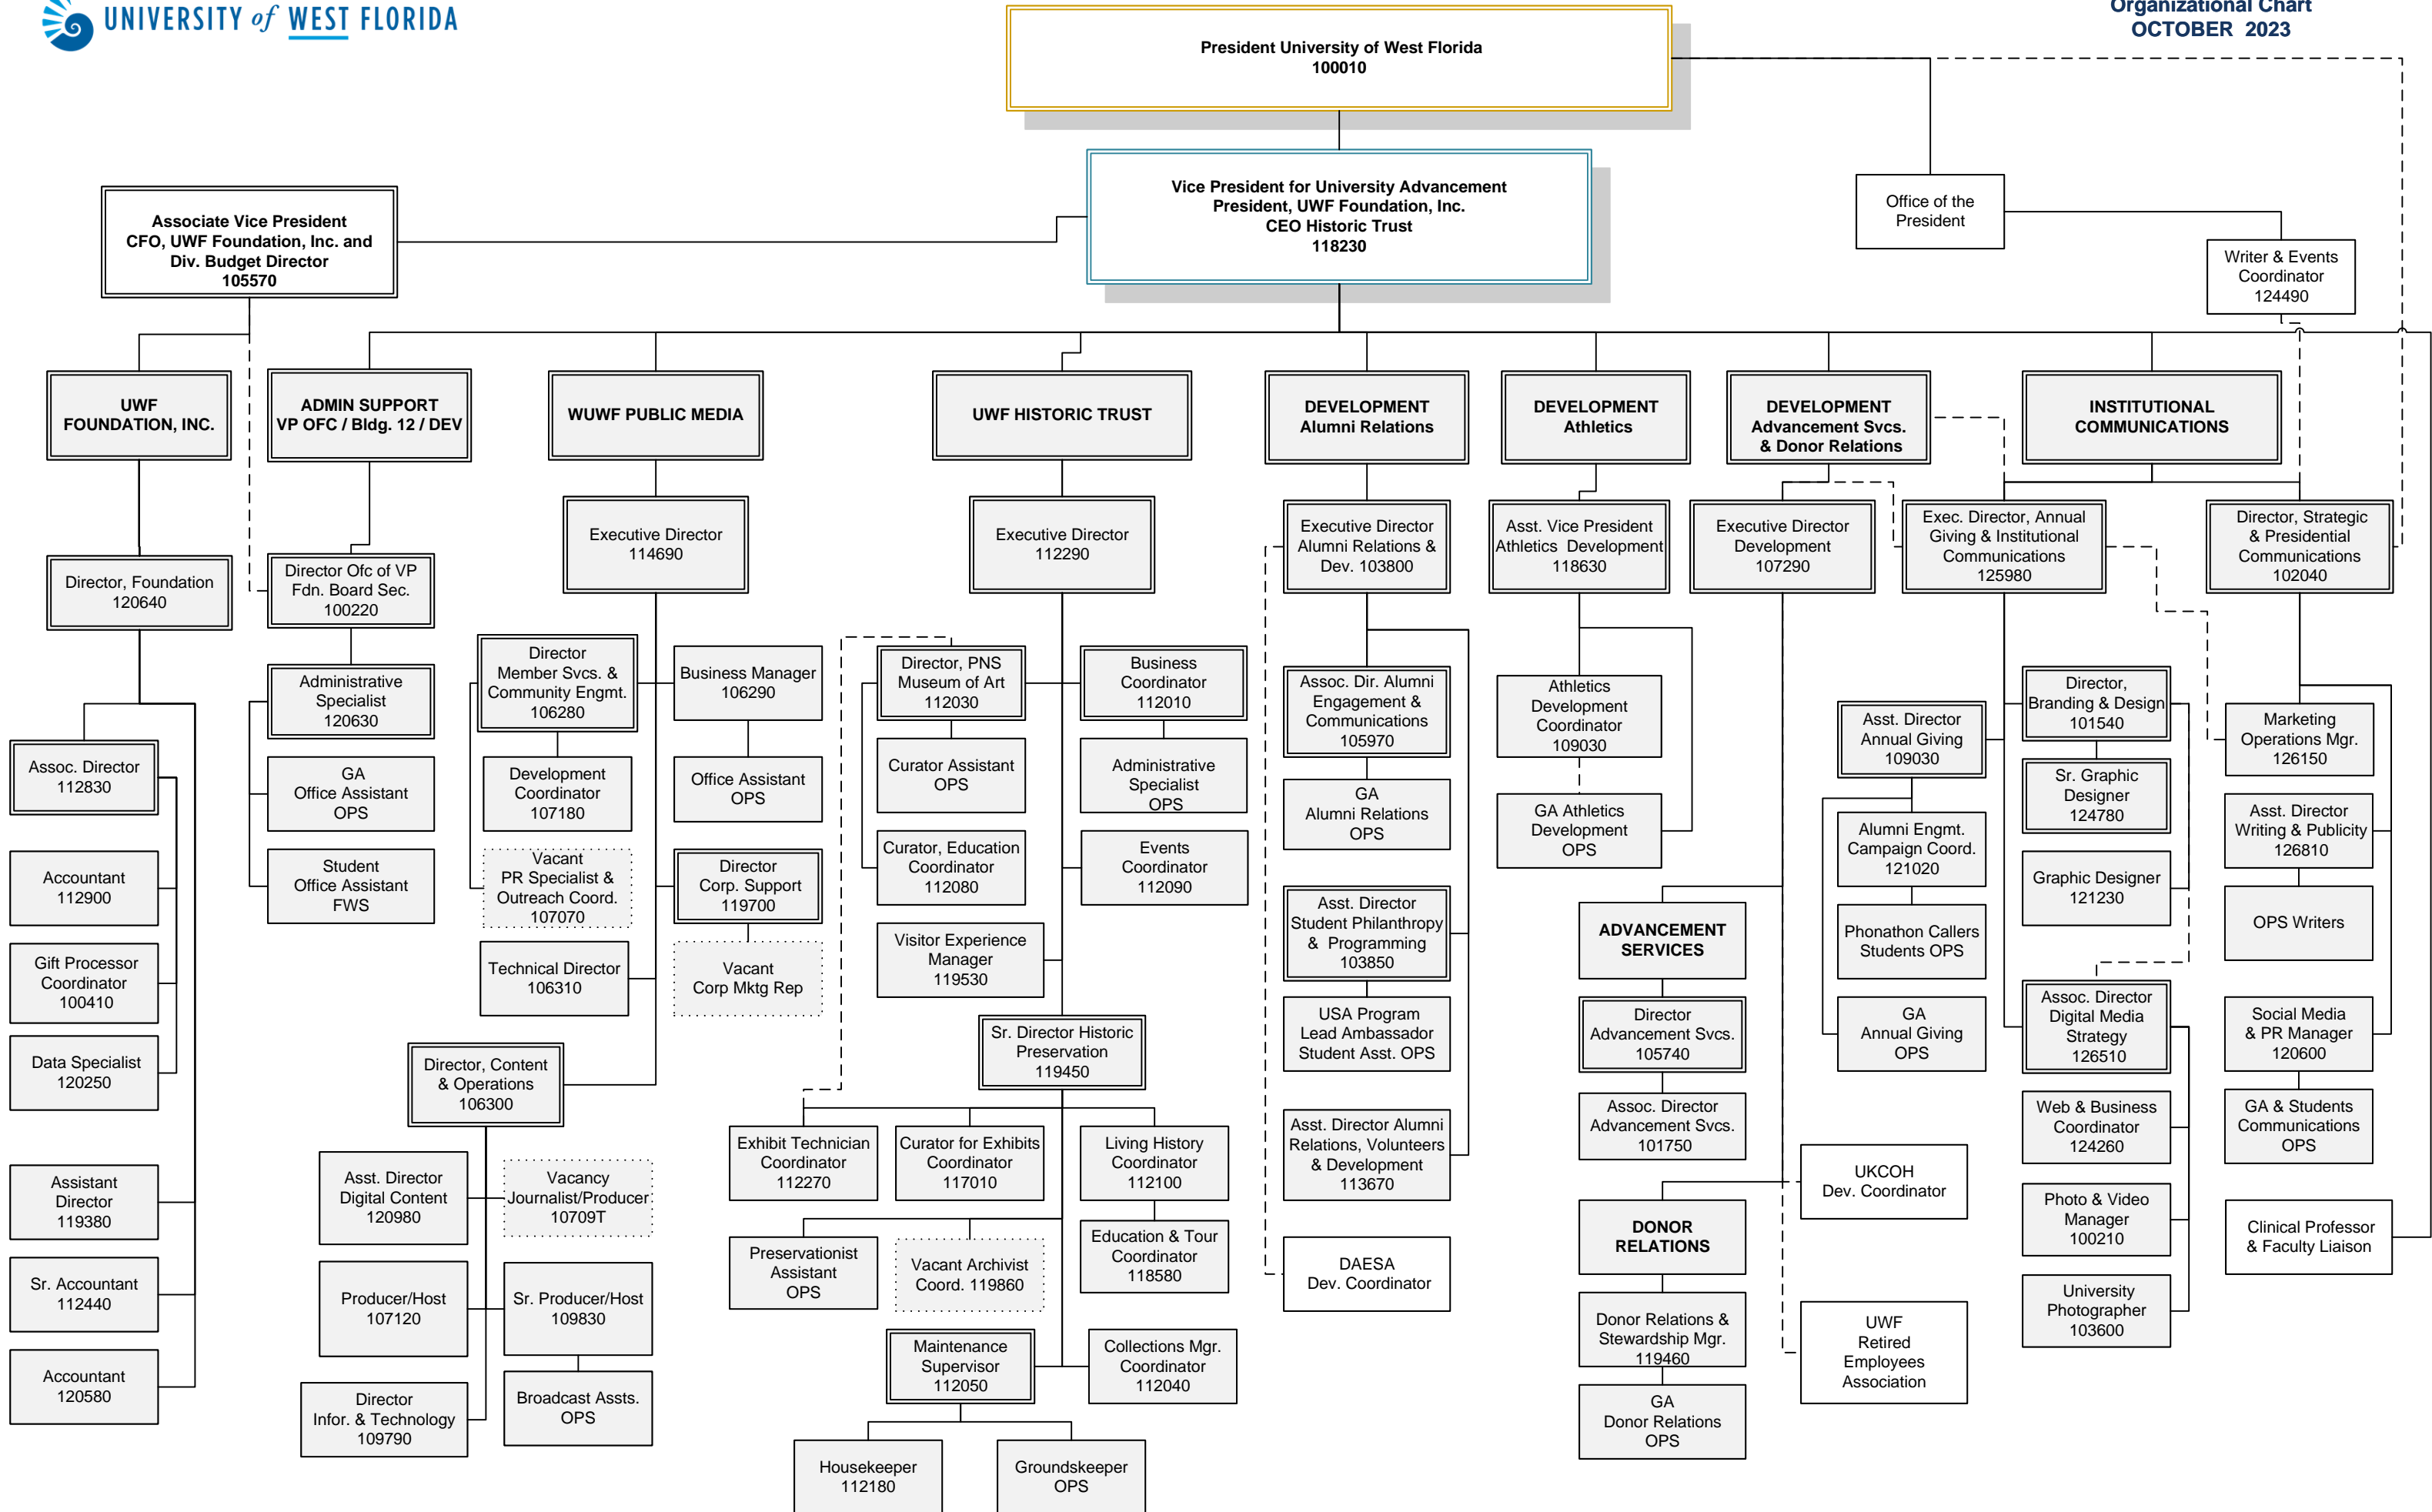 UNIVERSITY of WEST FLORIDA
Organizational Chart
OCTOBER 2023
President University of West Florida
100010
Vice President for University Advancement
President, UWF Foundation, Inc.
CEO Historic Trust
118230
Associate Vice President
CFO, UWF Foundation, Inc. and
Div. Budget Director
105570
Office of the
President
Writer & Events
Coordinator
124490
UWF
FOUNDATION, INC.
ADMIN SUPPORT
VP OFC / Bldg. 12 / DEV
WUWF PUBLIC MEDIA
UWF HISTORIC TRUST
DEVELOPMENT
Alumni Relations
DEVELOPMENT
Athletics
DEVELOPMENT
Advancement Svcs.
& Donor Relations
INSTITUTIONAL
COMMUNICATIONS
Director, Foundation
120640
Director Ofc of VP
Fdn. Board Sec.
100220
Executive Director
114690
Executive Director
112290
Executive Director
Alumni Relations &
Dev. 103800
Asst. Vice President
Athletics Development
118630
Executive Director
Development
107290
Exec. Director, Annual
Giving & Institutional
Communications
125980
Director, Strategic
& Presidential
Communications
102040
Assoc. Director
112830
Accountant
112900
Gift Processor
Coordinator
100410
Data Specialist
120250
Assistant
Director
119380
Sr. Accountant
112440
Accountant
120580
Administrative
Specialist
120630
GA
Office Assistant
OPS
Student
Office Assistant
FWS
Director
Member Svcs. &
Community Engmt.
106280
Business Manager
106290
Development
Coordinator
107180
Office Assistant
OPS
Vacant
PR Specialist &
Outreach Coord.
107070
Director
Corp. Support
119700
Technical Director
106310
Vacant
Corp Mktg Rep
Director, Content
& Operations
106300
Asst. Director
Digital Content
120980
Vacancy
Journalist/Producer
10709T
Producer/Host
107120
Sr. Producer/Host
109830
Director
Infor. & Technology
109790
Broadcast Assts.
OPS
Director, PNS
Museum of Art
112030
Business
Coordinator
112010
Curator Assistant
OPS
Administrative
Specialist
OPS
Curator, Education
Coordinator
112080
Events
Coordinator
112090
Visitor Experience
Manager
119530
Sr. Director Historic
Preservation
119450
Exhibit Technician
Coordinator
112270
Curator for Exhibits
Coordinator
117010
Living History
Coordinator
112100
Preservationist
Assistant
OPS
Vacant Archivist
Coord. 119860
Education & Tour
Coordinator
118580
Maintenance
Supervisor
112050
Collections Mgr.
Coordinator
112040
Housekeeper
112180
Groundskeeper
OPS
Assoc. Dir. Alumni
Engagement &
Communications
105970
GA
Alumni Relations
OPS
Asst. Director
Student Philanthropy
& Programming
103850
USA Program
Lead Ambassador
Student Asst. OPS
Asst. Director Alumni
Relations, Volunteers
& Development
113670
DAESA
Dev. Coordinator
Athletics
Development
Coordinator
109030
GA Athletics
Development
OPS
ADVANCEMENT
SERVICES
Director
Advancement Svcs.
105740
Assoc. Director
Advancement Svcs.
101750
DONOR
RELATIONS
Donor Relations &
Stewardship Mgr.
119460
GA
Donor Relations
OPS
UKCOH
Dev. Coordinator
UWF
Retired
Employees
Association
Asst. Director
Annual Giving
109030
Alumni Engmt.
Campaign Coord.
121020
Phonathon Callers
Students OPS
GA
Annual Giving
OPS
Director,
Branding & Design
101540
Sr. Graphic
Designer
124780
Graphic Designer
121230
Assoc. Director
Digital Media
Strategy
126510
Web & Business
Coordinator
124260
Photo & Video
Manager
100210
University
Photographer
103600
Marketing
Operations Mgr.
126150
Asst. Director
Writing & Publicity
126810
OPS Writers
Social Media
& PR Manager
120600
GA & Students
Communications
OPS
Clinical Professor
& Faculty Liaison